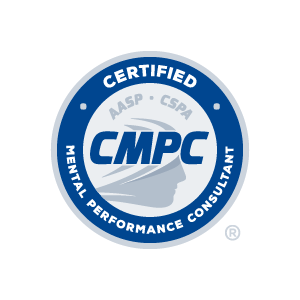 CERTIFIED
AASP • CSPA
CMPC
MENTAL PERFORMANCE CONSULTANT
®